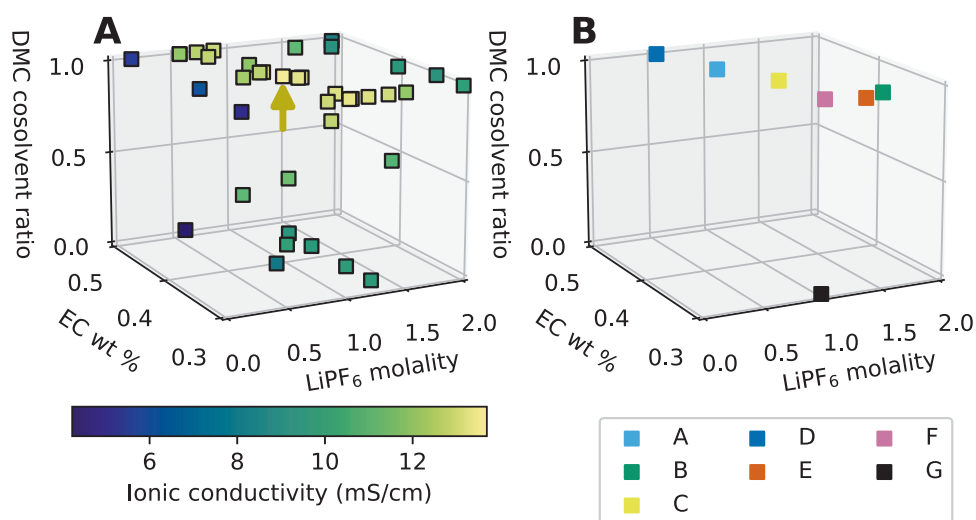 A
DMC cosolvent ratio
1.0
0.5
0.0
0.5
0.4
0.3
EC wt %
0.0
0.5
1.0
1.5
2.0
LiPF₆ molality
6 8 10 12
Ionic conductivity (mS/cm)
B
DMC cosolvent ratio
1.0
0.5
0.0
0.5
0.4
0.3
EC wt %
0.0
0.5
1.0
1.5
2.0
LiPF₆ molality
A D F
B E G
C